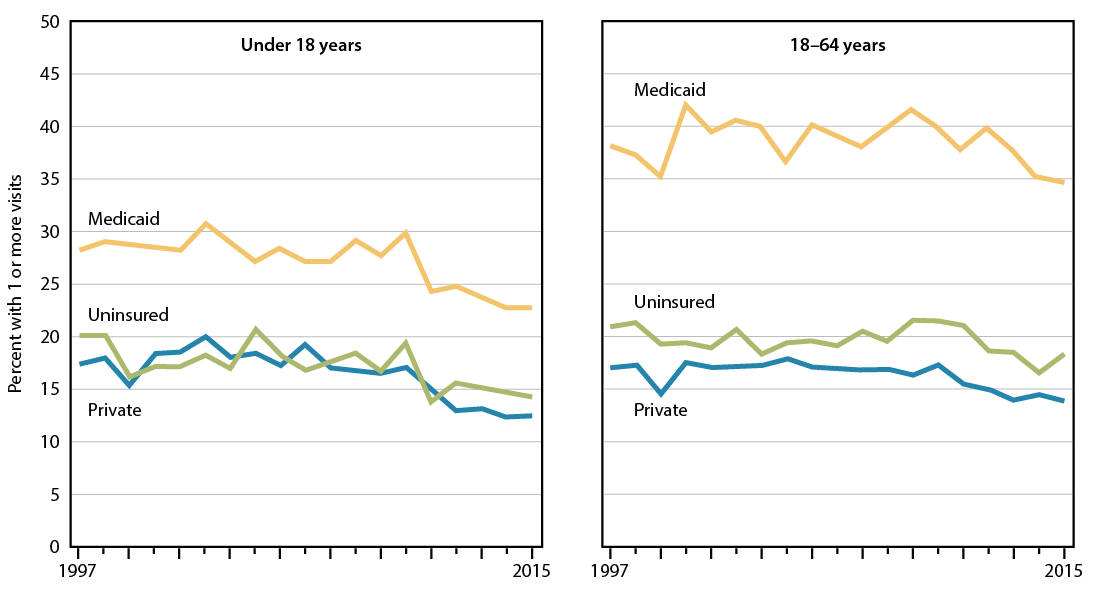 Percent with 1 or more visits
50
45
40
35
30
25
20
15
10
5
0
Under 18 years
Medicaid
Uninsured
Private
1997
2015
18–64 years
Medicaid
Uninsured
Private
1997
2015